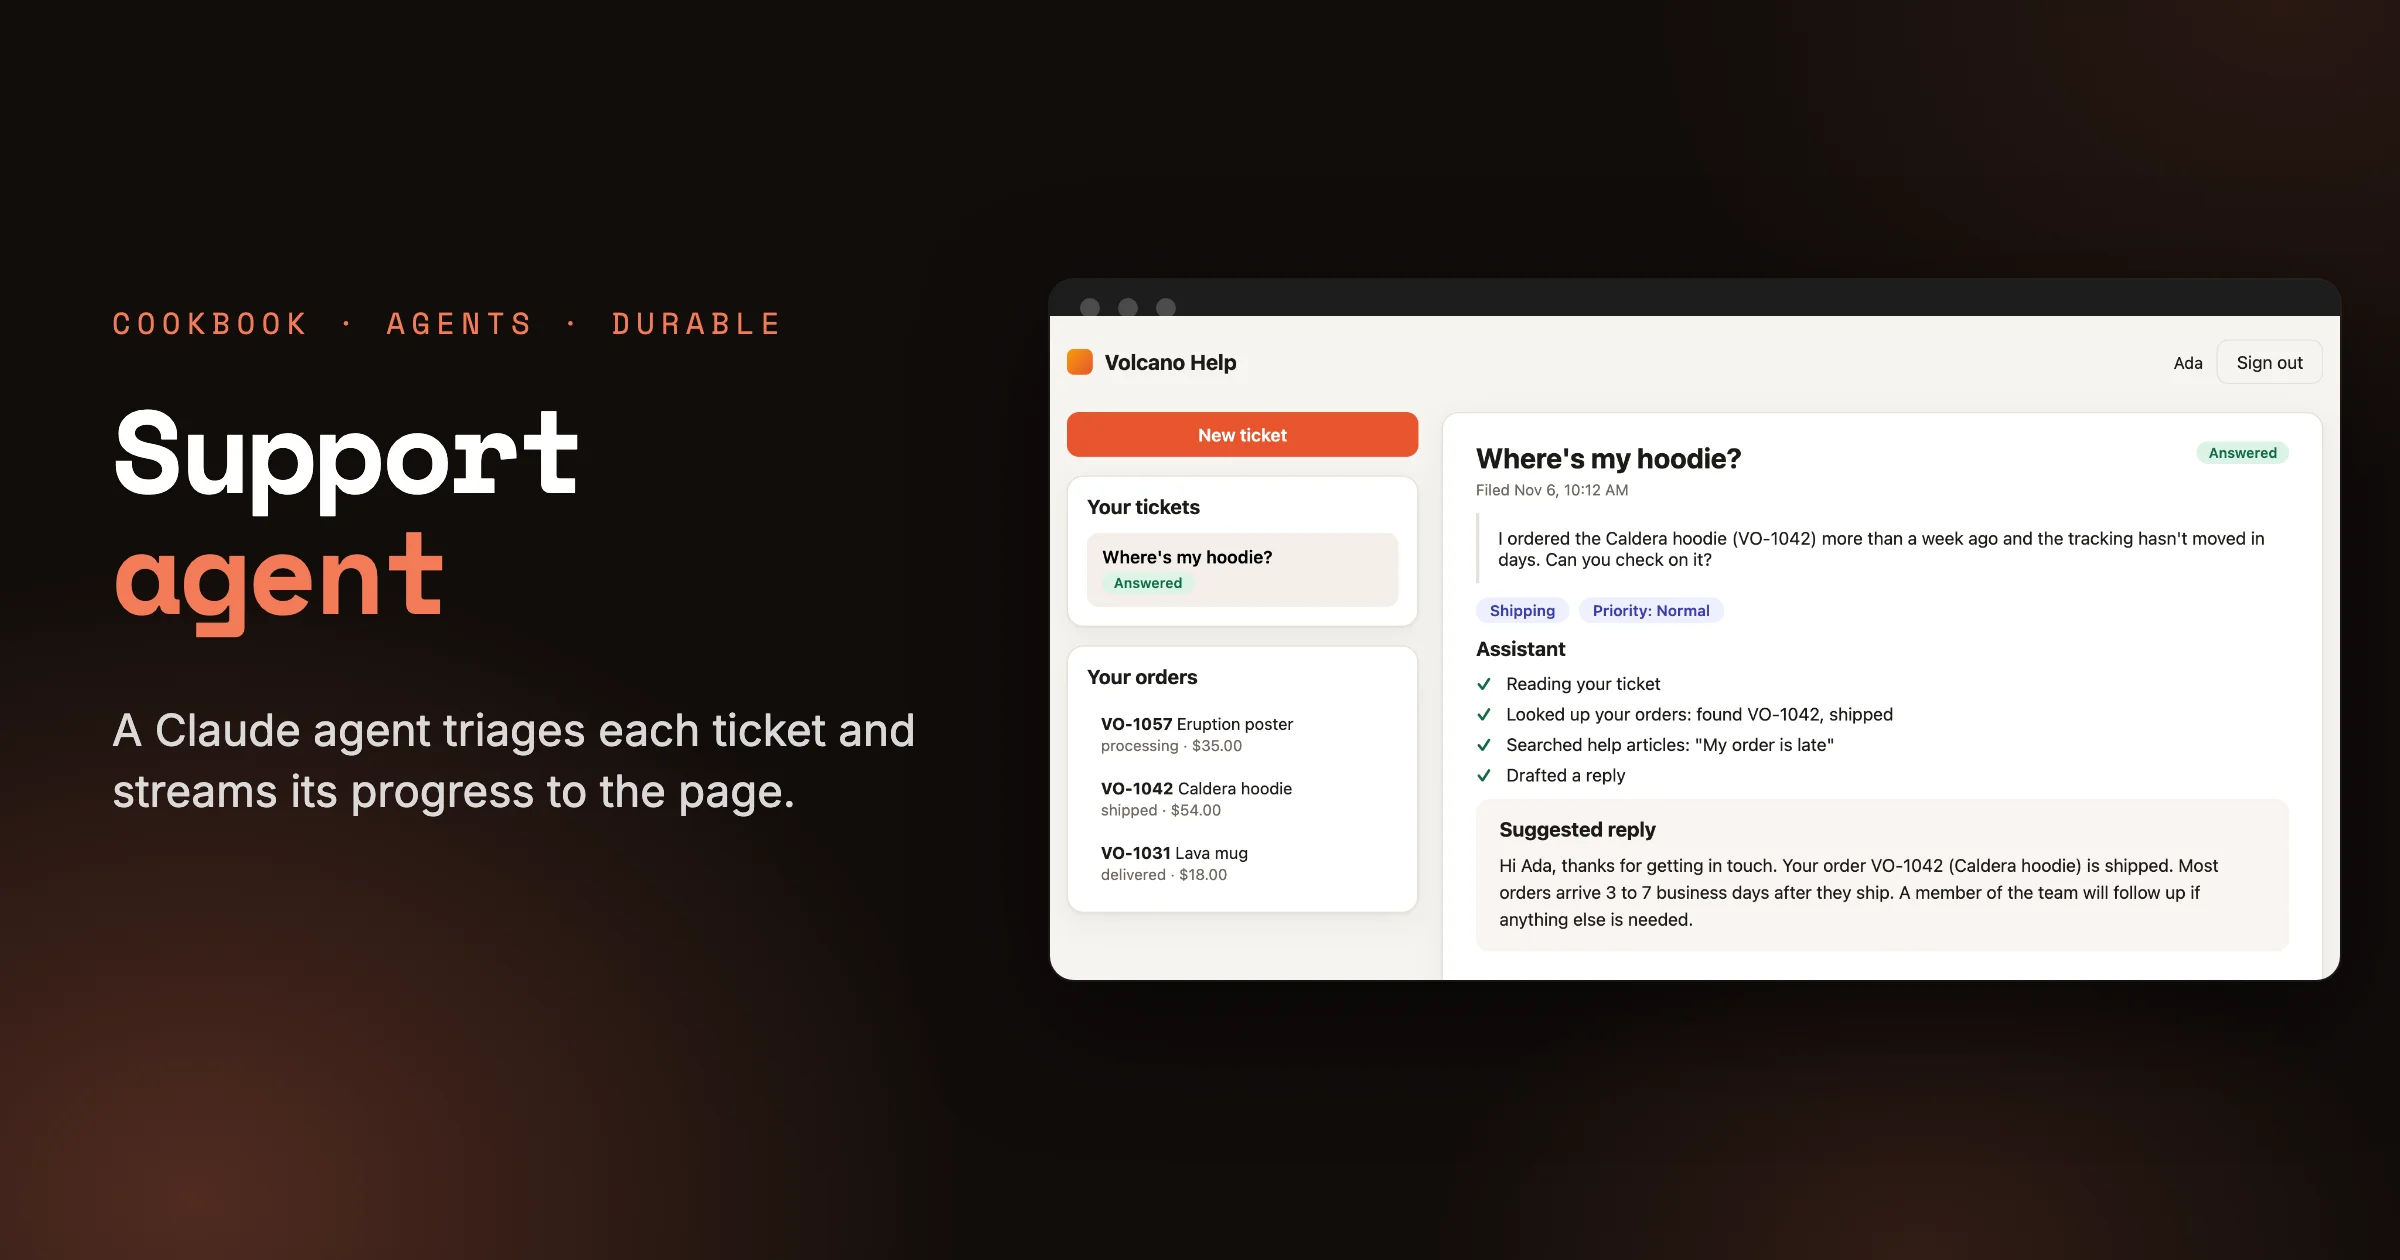 COOKBOOK · AGENTS · DURABLE
Support
agent
A Claude agent triages each ticket and
streams its progress to the page.
Volcano Help
Ada
Sign out
New ticket
Your tickets
Where's my hoodie?
Answered
Your orders
VO-1057 Eruption poster
processing · $35.00
VO-1042 Caldera hoodie
shipped · $54.00
VO-1031 Lava mug
delivered · $18.00
Where's my hoodie?
Answered
Filed Nov 6, 10:12 AM
I ordered the Caldera hoodie (VO-1042) more than a week ago and the tracking hasn't moved in
days. Can you check on it?
Shipping
Priority: Normal
Assistant
Reading your ticket
Looked up your orders: found VO-1042, shipped
Searched help articles: "My order is late"
Drafted a reply
Suggested reply
Hi Ada, thanks for getting in touch. Your order VO-1042 (Caldera hoodie) is shipped. Most
orders arrive 3 to 7 business days after they ship. A member of the team will follow up if
anything else is needed.